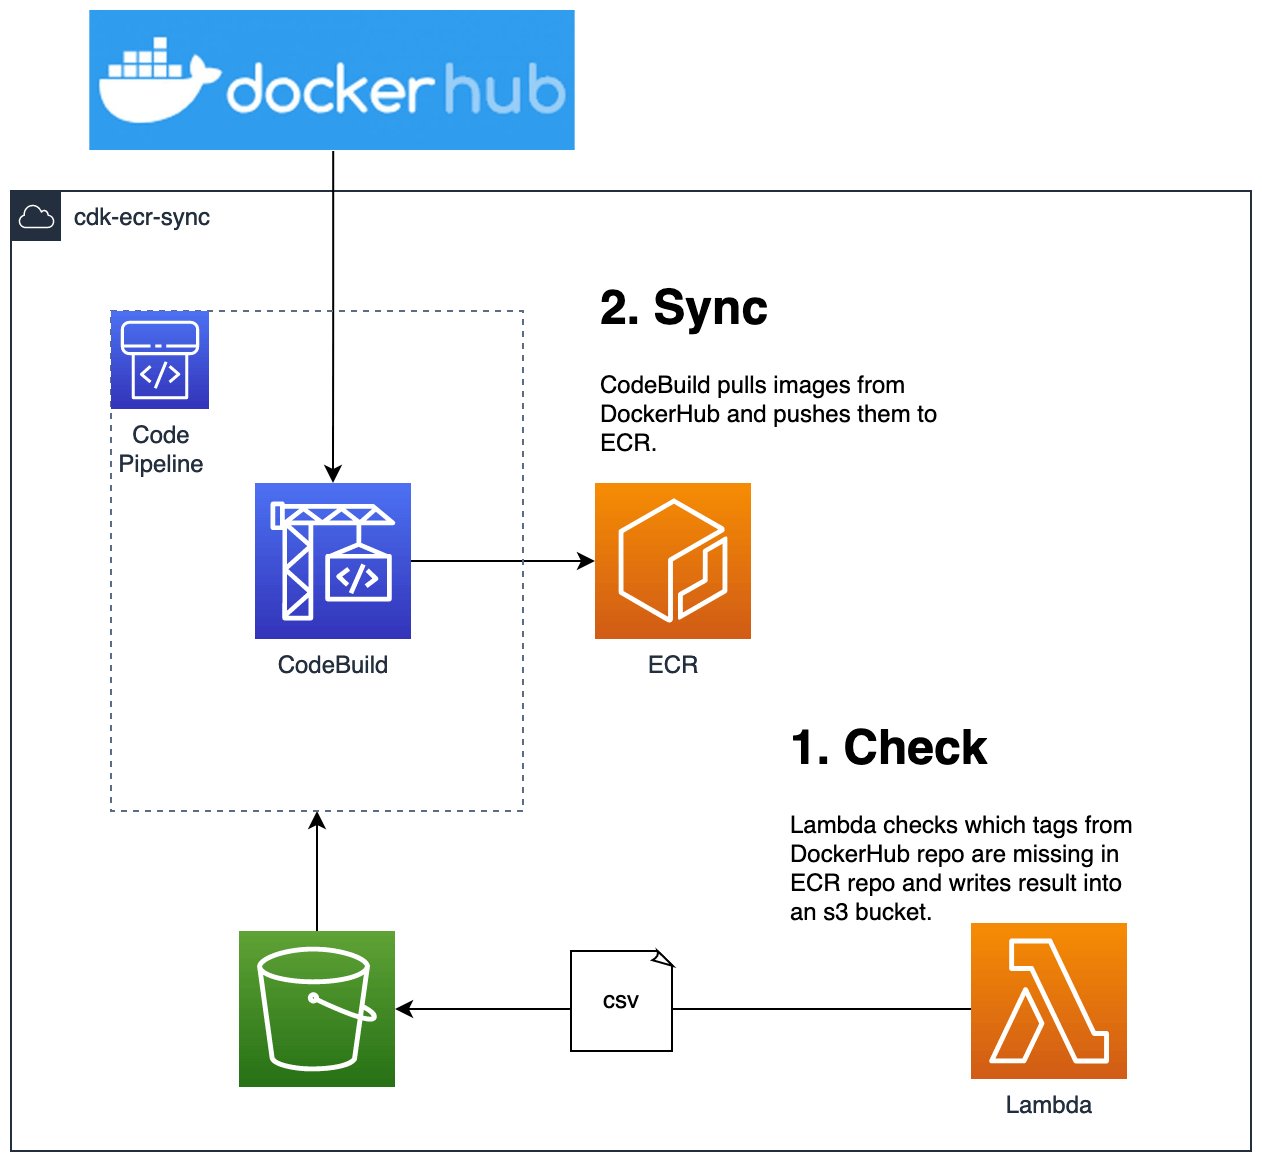 docker hub
cdk-ecr-sync
2. Sync
CodeBuild pulls images from
DockerHub and pushes them to
ECR.
</>
Code
Pipeline
</>
CodeBuild
ECR
1. Check
Lambda checks which tags from
DockerHub repo are missing in
ECR repo and writes result into
an s3 bucket.
csv
Lambda